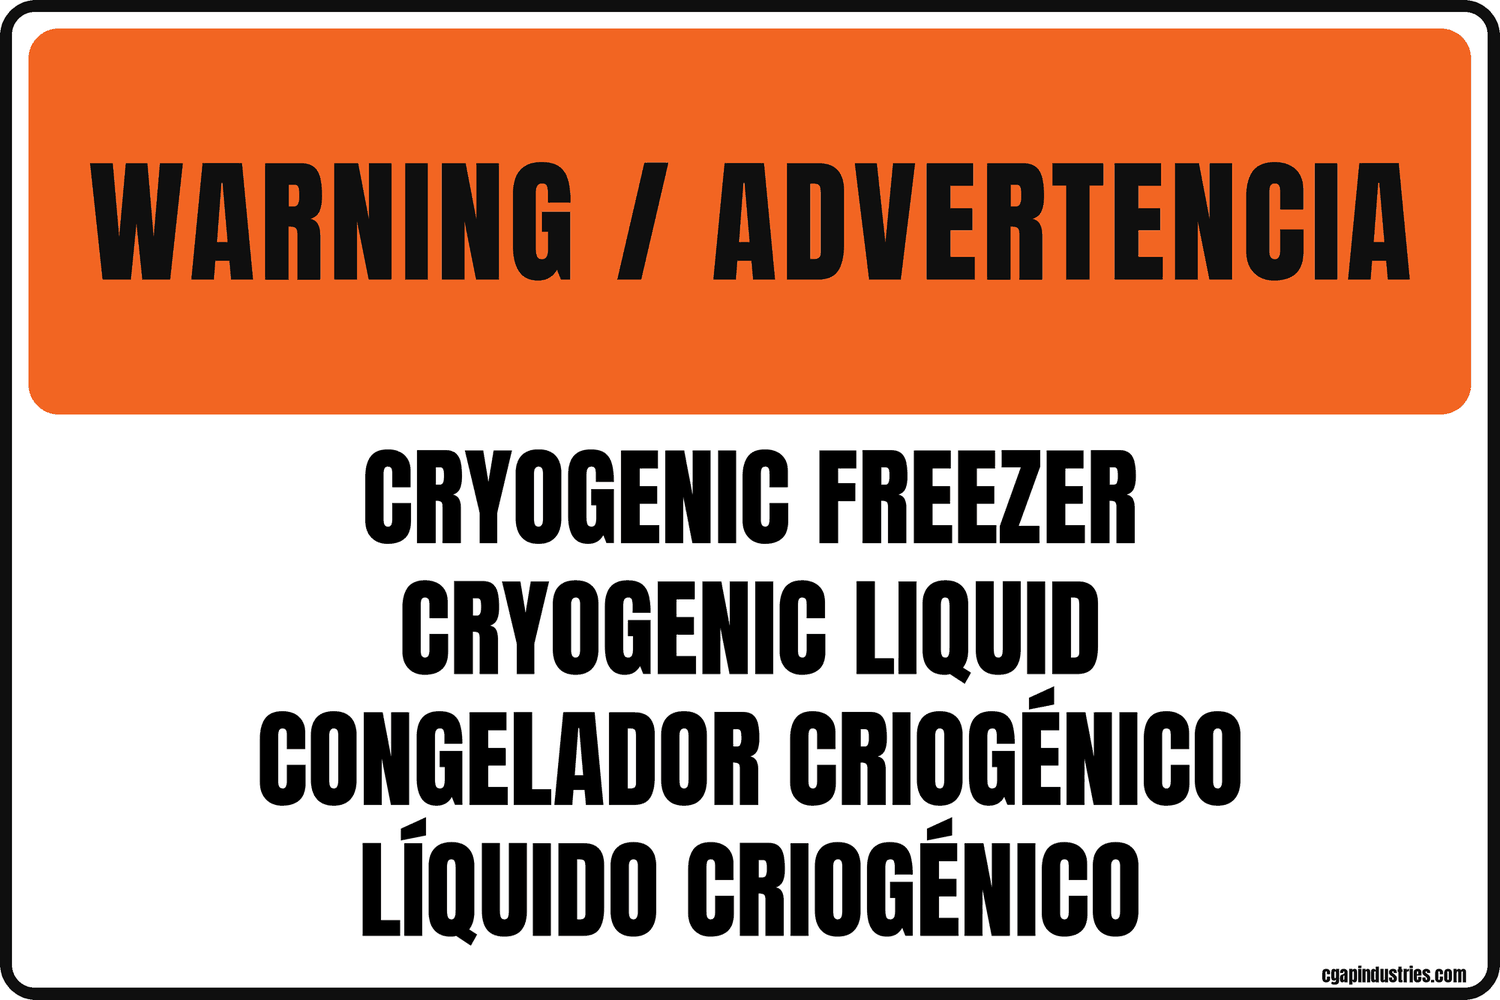 WARNING / ADVERTENCIA
CRYOGENIC FREEZER
CRYOGENIC LIQUID
CONGELADOR CRIOGÉNICO
LÍQUIDO CRIOGÉNICO
cgapindustries.com